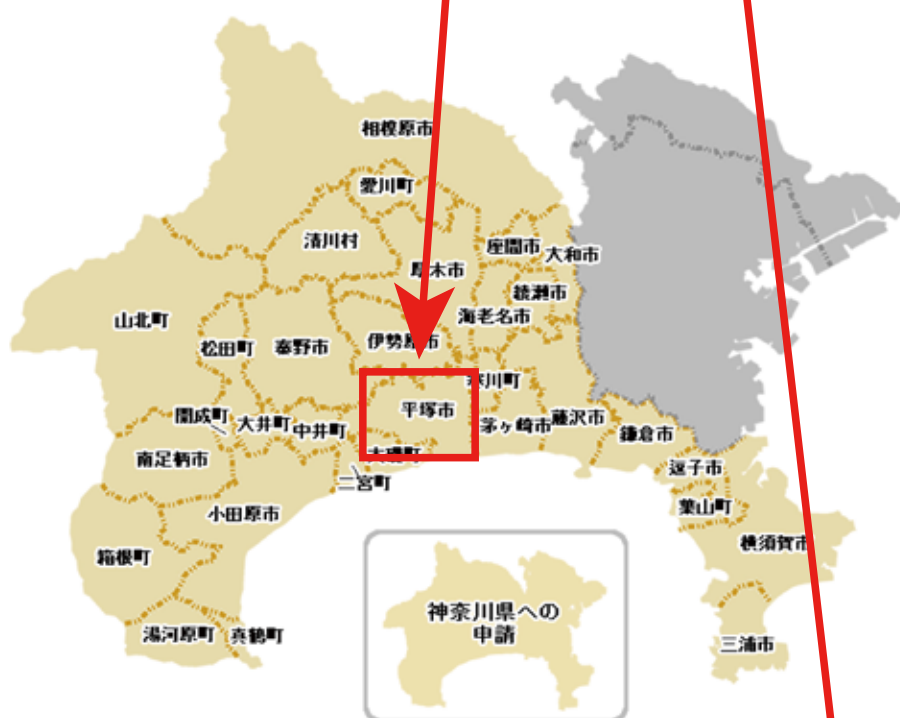 相模原市
愛川町
清川村
座間市
大和市
厚木市
綾瀬市
海老名市
山北町
伊勢原市
松田町
秦野市
寒川町
平塚市
開成町
大井町
中井町
茅ヶ崎市
藤沢市
鎌倉市
大磯町
南足柄市
逗子市
二宮町
葉山町
小田原市
横須賀市
箱根町
神奈川県への
申請
湯河原町
真鶴町
三浦市